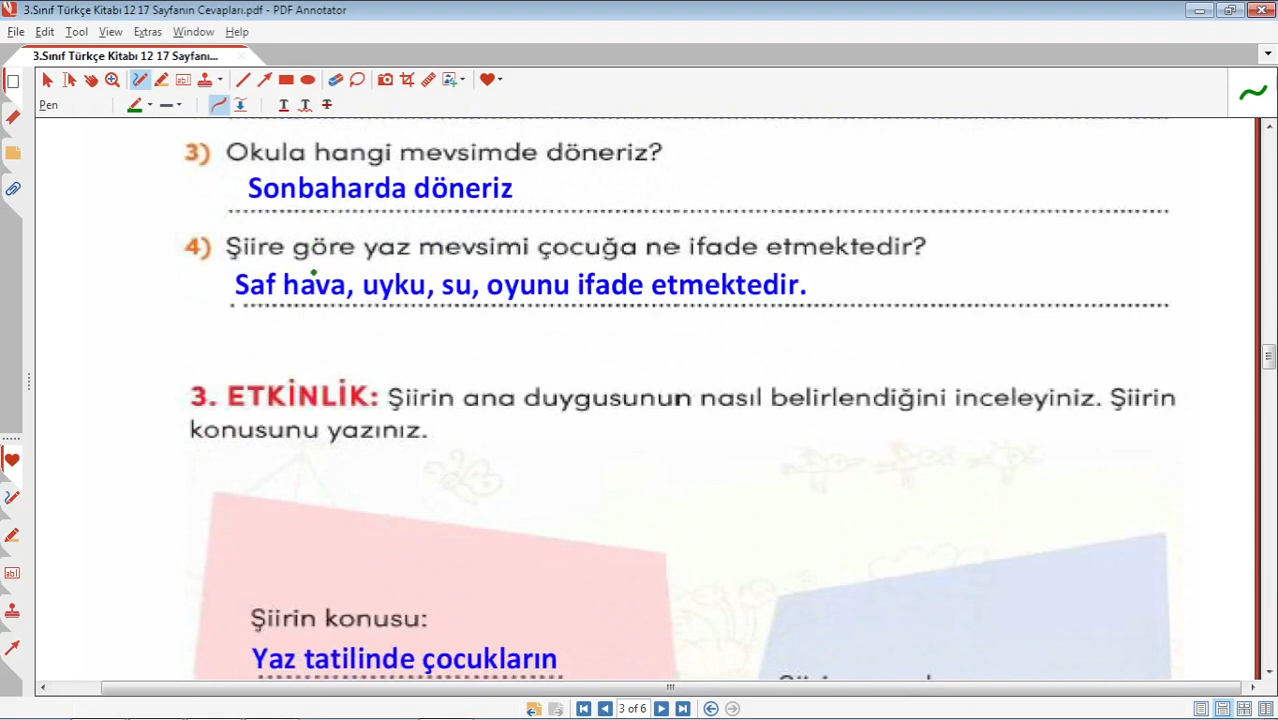 3.Sınıf Türkçe Kitabı 12 17 Sayfanın Cevapları.pdf - PDF Annotator
File Edit Tool View Extras Window Help
3.Sınıf Türkçe Kitabı 12 17 Sayfanı...
Pen
3) Okula hangi mevsimde döneriz?
Sonbaharda döneriz
4) Şiire göre yaz mevsimi çocuğa ne ifade etmektedir?
Saf hava, uyku, su, oyunu ifade etmektedir.
3. ETKİNLİK: Şiirin ana duygusunun nasıl belirlendiğini inceleyiniz. Şiirin
konusunu yazınız.
Şiirin konusu:
Yaz tatilinde çocukların
3 of 6